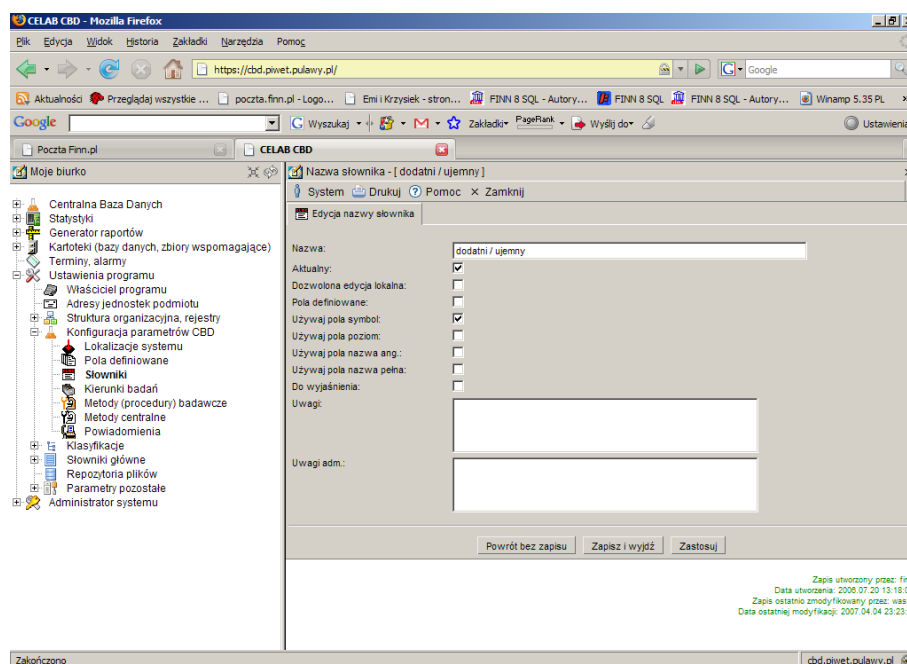 CELAB CBD - Mozilla Firefox
Plik Edycja Widok Historia Zakładki Narzędzia Pomoc
https://cbd.piwet.pulawy.pl/ Google
Aktualności Przeglądaj wszystkie ... poczta.finn.pl - Logo... Emi i Krzysiek - stron... FINN 8 SQL - Autory... FINN 8 SQL FINN 8 SQL - Autory... Winamp 5.35 PL
Google Wyszukaj Zakładki PageRank Wyślij do Ustawienia
Poczta Finn.pl CELAB CBD
Moje biurko
Centralna Baza Danych
Statystyki
Generator raportów
Kartoteki (bazy danych, zbiory wspomagające)
Terminy, alarmy
Ustawienia programu
Właściciel programu
Adresy jednostek podmiotu
Struktura organizacyjna, rejestry
Konfiguracja parametrów CBD
Lokalizacje systemu
Pola definiowane
Słowniki
Kierunki badań
Metody (procedury) badawcze
Metody centralne
Powiadomienia
Klasyfikacje
Słowniki główne
Repozytoria plików
Parametry pozostałe
Administrator systemu
Nazwa słownika - [ dodatni / ujemny ]
System Drukuj Pomoc Zamknij
Edycja nazwy słownika
Nazwa: dodatni / ujemny
Aktualny:
Dozwolona edycja lokalna:
Pola definiowane:
Używaj pola symbol:
Używaj pola poziom:
Używaj pola nazwa ang.:
Używaj pola nazwa pełna:
Do wyjaśnienia:
Uwagi:
Uwagi adm.:
Powrót bez zapisu Zapisz i wyjdź Zastosuj
Zapis utworzony przez:
Data utworzenia: 2006.07.20 13:18:
Zapis ostatnio zmodyfikowany przez:
Data ostatniej modyfikacji: 2007.04.04 23:23:
Zakończono cbd.piwet.pulawy.pl